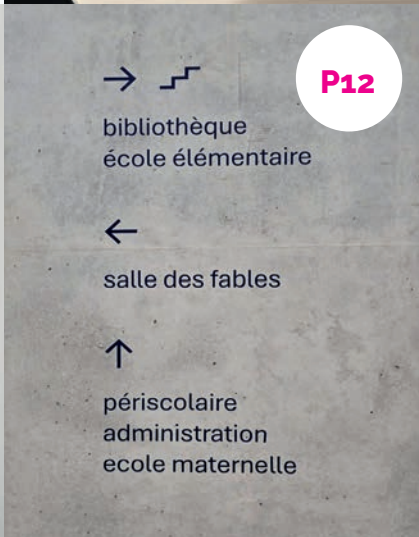 P12
bibliothèque
école élémentaire
salle des fables
périscolaire
administration
ecole maternelle